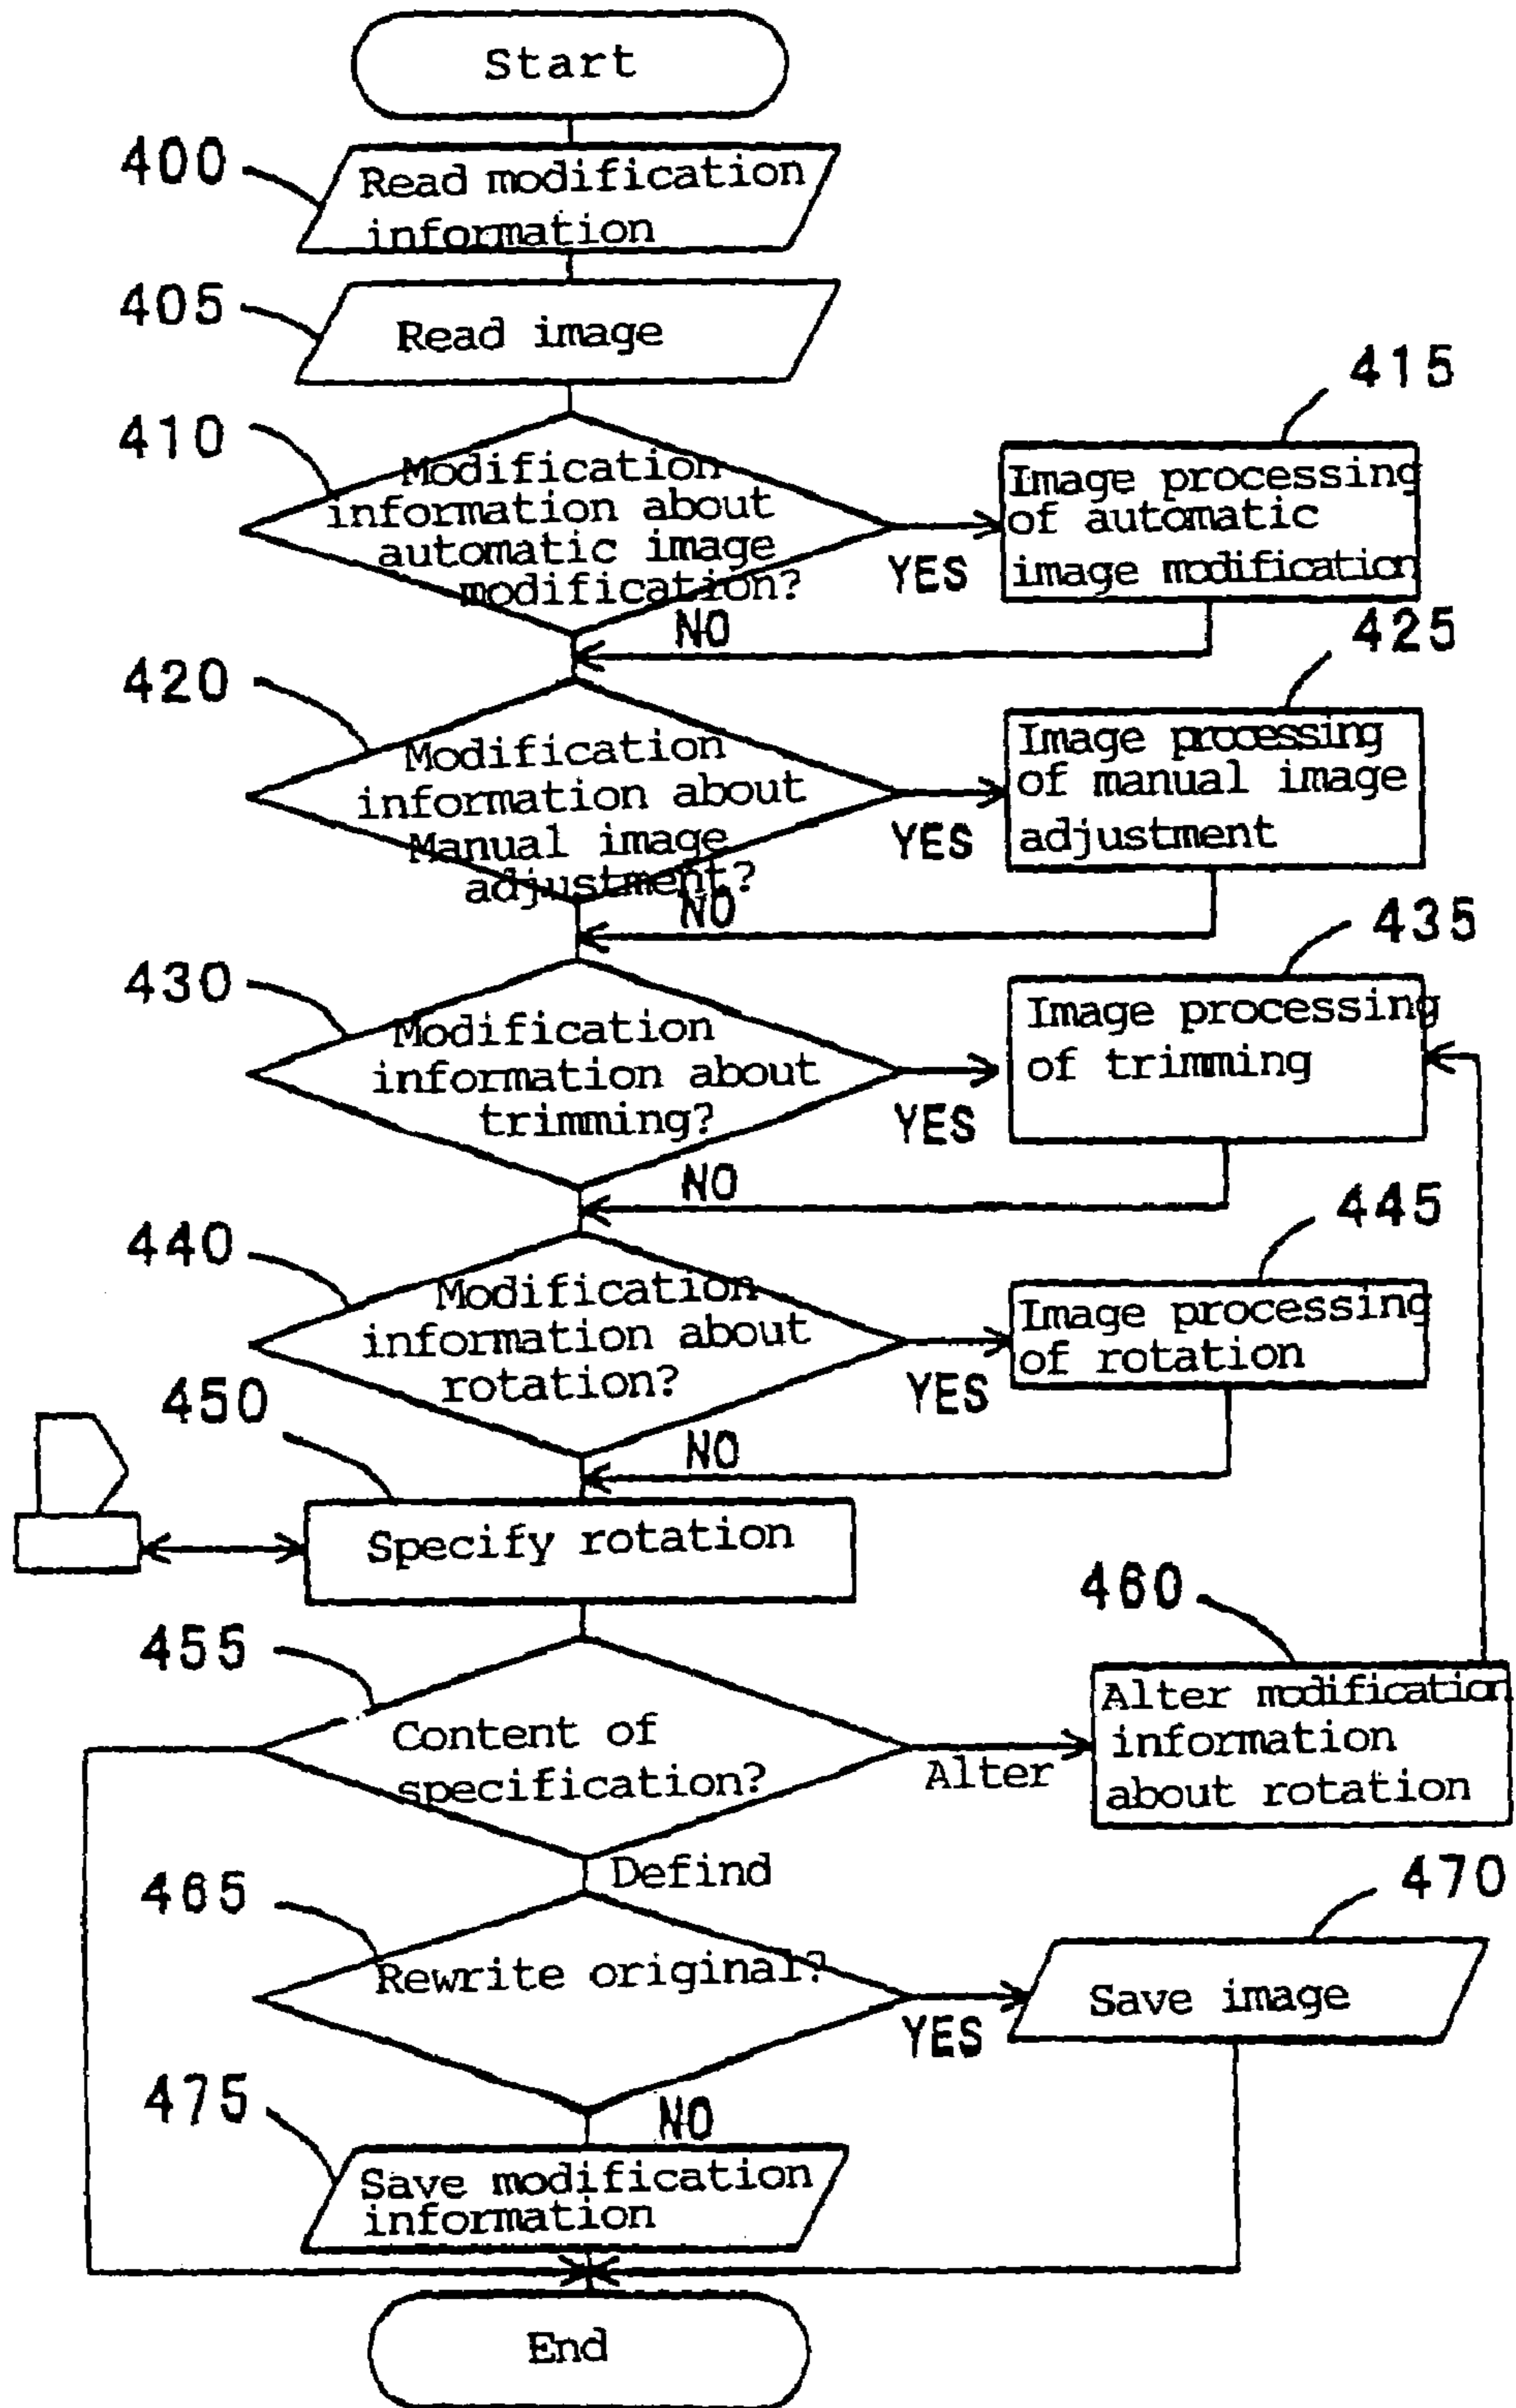 Start
400
Read modification
information
405
Read image
410
Modification
information about
automatic image
modification?
YES
NO
415
Image processing
of automatic
image modification
420
Modification
information about
Manual image
adjustment?
YES
NO
425
Image processing
of manual image
adjustment
430
Modification
information about
trimming?
YES
NO
435
Image processing
of trimming
440
Modification
information about
rotation?
YES
NO
445
Image processing
of rotation
450
Specify rotation
455
Content of
specification?
Alter
Defind
460
Alter modification
information
about rotation
465
Rewrite original?
YES
NO
470
Save image
475
Save modification
information
End